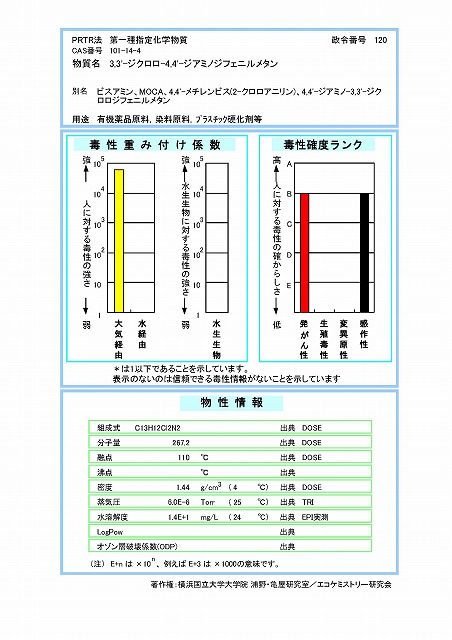 PRTR法 第一種指定化学物質 政令番号 120
CAS番号 101-14-4
物質名 3,3'-ジクロロ-4,4'-ジアミノジフェニルメタン
別名 ビスアミン、MOCA、4,4'-メチレンビス(2-クロロアニリン)、4,4'-ジアミノ-3,3'-ジク
ロロジフェニルメタン
用途 有機薬品原料, 染料原料, プラスチック硬化剤等
毒性重み付け係数
強 人に対する毒性の強さ 弱
10^5
10^4
10^3
10^2
10
1
大気経由 水経由
強 水生生物に対する毒性の強さ 弱
10^5
10^4
10^3
10^2
10
1
水生生物
毒性確度ランク
高 人に対する毒性の確からしさ 低
A
B
C
D
E
発がん性 生殖毒性 変異原性 感作性
*は1以下であることを示しています。
表示のないのは信頼できる毒性情報がないことを示しています
物性情報
組成式 C13H12Cl2N2 出典 DOSE
分子量 267.2 出典 DOSE
融点 110 ℃ 出典 DOSE
沸点 ℃ 出典
密度 1.44 g/cm3 ( 4 ℃) 出典 DOSE
蒸気圧 6.0E-6 Torr ( 25 ℃) 出典 TRI
水溶解度 1.4E+1 mg/L ( 24 ℃) 出典 EPI実測
LogPow 出典
オゾン層破壊係数(ODP) 出典
(注) E+n は ×10^n、例えば E+3 は ×1000の意味です。
著作権：横浜国立大学大学院 浦野・亀屋研究室／エコケミストリー研究会